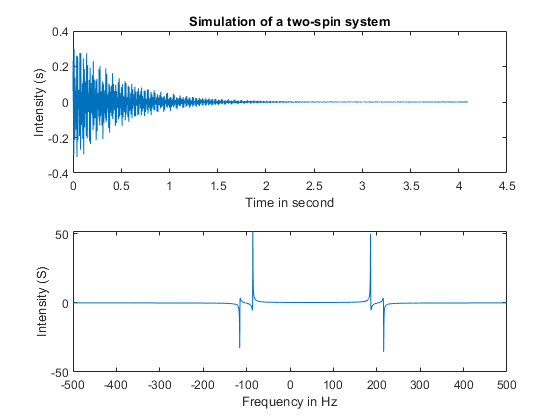 Simulation of a two-spin system
0.4
0.2
0
-0.2
-0.4
Intensity (s)
0 0.5 1 1.5 2 2.5 3 3.5 4 4.5
Time in second
50
0
-50
Intensity (S)
-500 -400 -300 -200 -100 0 100 200 300 400 500
Frequency in Hz